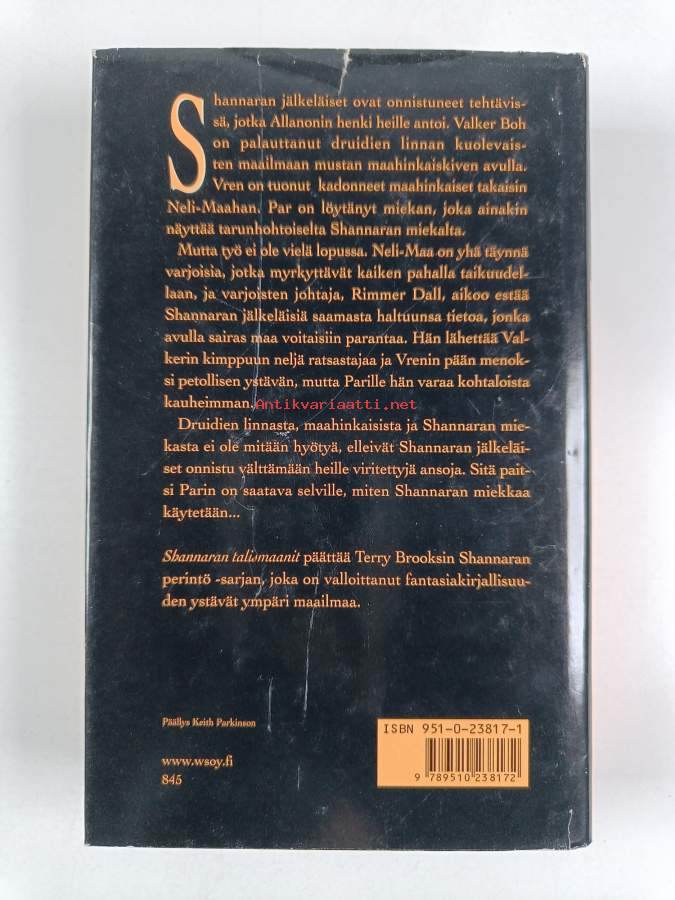 Shannaran jälkeläiset ovat onnistuneet tehtävis-
sä, jotka Allanonin henki heille antoi. Valker Boh
on palauttanut druidien linnan kuolevais-
ten maailmaan mustan maahinkaiskiven avulla.
Vren on tuonut kadonneet maahinkaiset takaisin
Neli-Maahan. Par on löytänyt miekan, joka ainakin
näyttää tarunhohtoiselta Shannaran miekalta.
Mutta työ ei ole vielä lopussa. Neli-Maa on yhä täynnä
varjoisia, jotka myrkyttävät kaiken pahalla taikuudel-
laan, ja varjoisten johtaja, Rimmer Dall, aikoo estää
Shannaran jälkeläisiä saamasta haltuunsa tietoa, jonka
avulla sairas maa voitaisiin parantaa. Hän lähettää Val-
kerin kimppuun neljä ratsastajaa ja Vrenin pään menok-
si petollisen ystävän, mutta Parille hän varaa kohtaloista
kauheimman.
Antikvariaatti.net
Druidien linnasta, maahinkaisista ja Shannaran mie-
kasta ei ole mitään hyötyä, elleivät Shannaran jälkeläi-
set onnistu välttämään heille viritettyjä ansoja. Sitä pait-
si Parin on saatava selville, miten Shannaran miekkaa
käytetään...
Shannaran talismaanit päättää Terry Brooksin Shannaran
perintö -sarjan, joka on valloittanut fantasiakirjallisuu-
den ystävät ympäri maailmaa.
Päällys Keith Parkinson
www.wsoy.fi
845
ISBN 951-0-23817-1
9 789510 238172